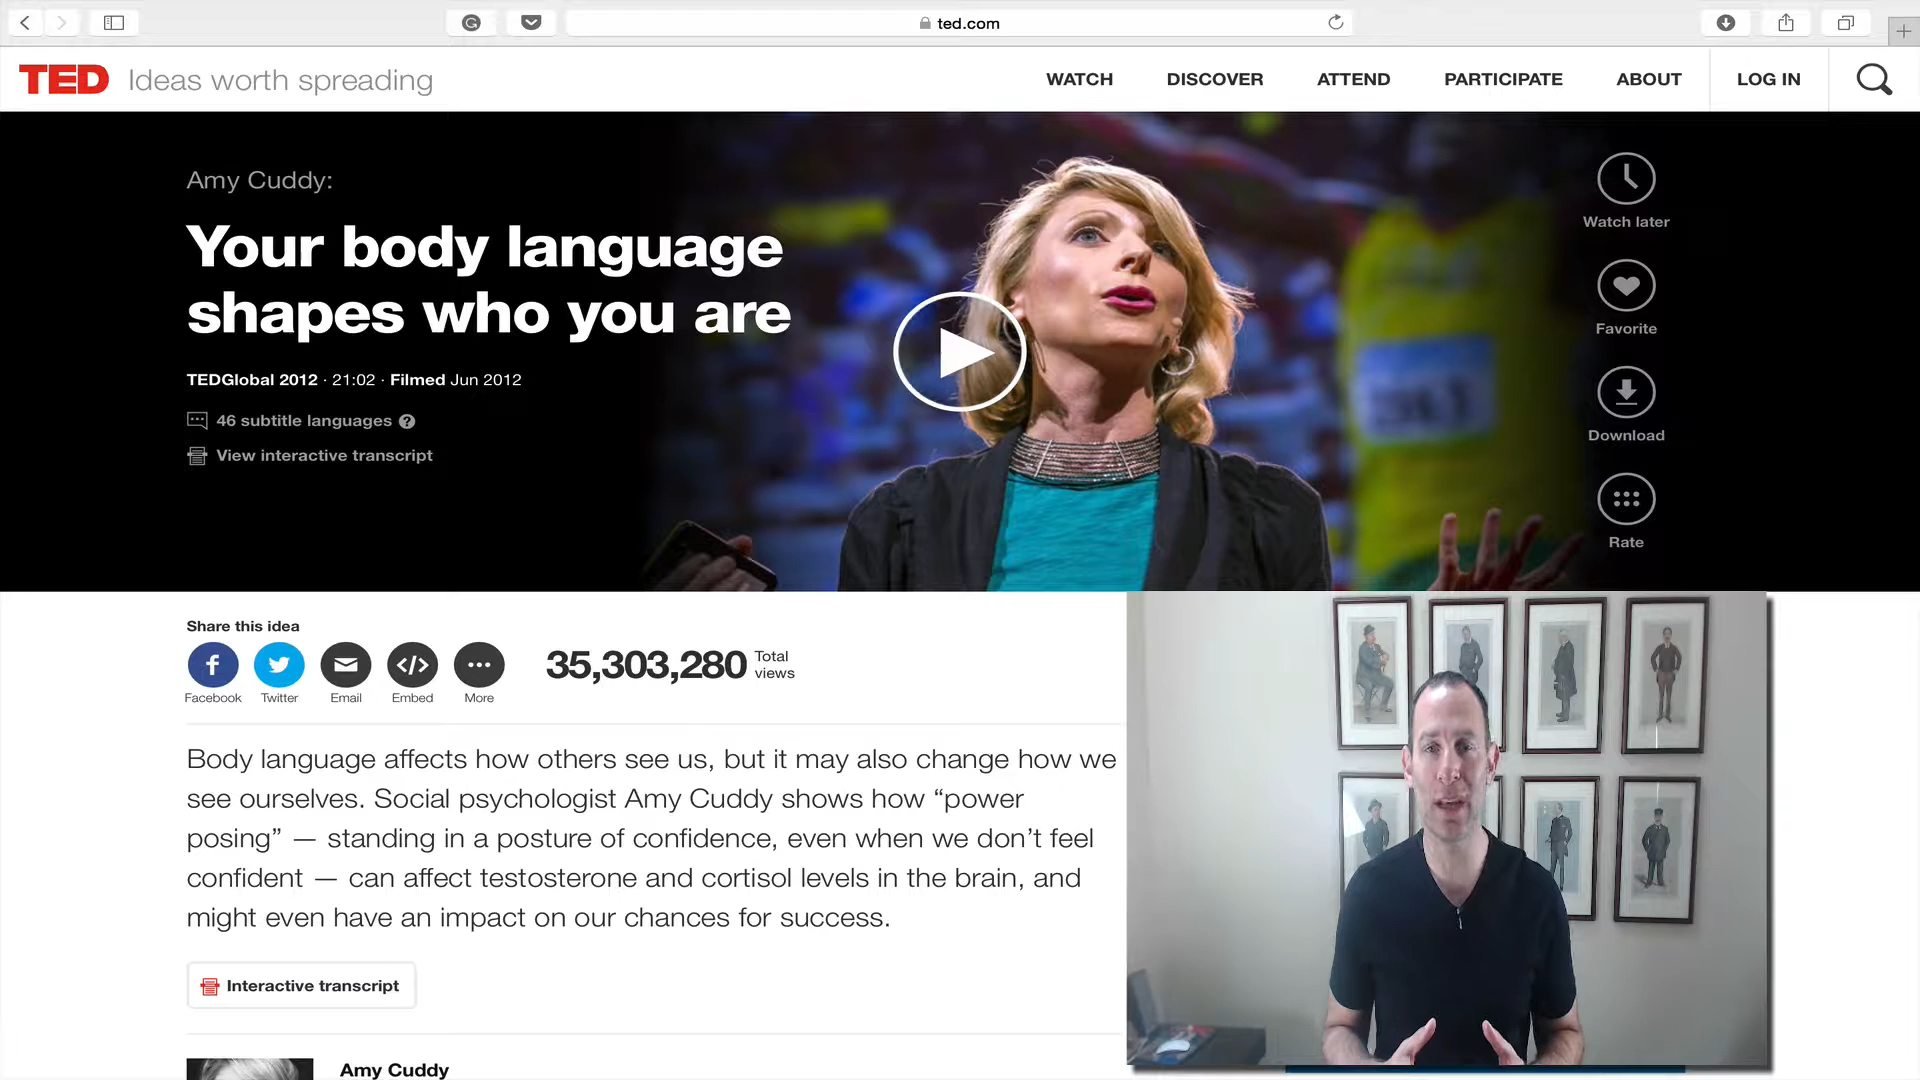 ted.com
TED Ideas worth spreading
WATCH DISCOVER ATTEND PARTICIPATE ABOUT LOG IN
Amy Cuddy:
Your body language
shapes who you are
TEDGlobal 2012 · 21:02 · Filmed Jun 2012
46 subtitle languages ?
View interactive transcript
Watch later
Favorite
Download
Rate
Share this idea
Facebook
Twitter
Email
Embed
More
35,303,280 Total
views
Body language affects how others see us, but it may also change how we
see ourselves. Social psychologist Amy Cuddy shows how “power
posing” — standing in a posture of confidence, even when we don’t feel
confident — can affect testosterone and cortisol levels in the brain, and
might even have an impact on our chances for success.
Interactive transcript
Amy Cuddy